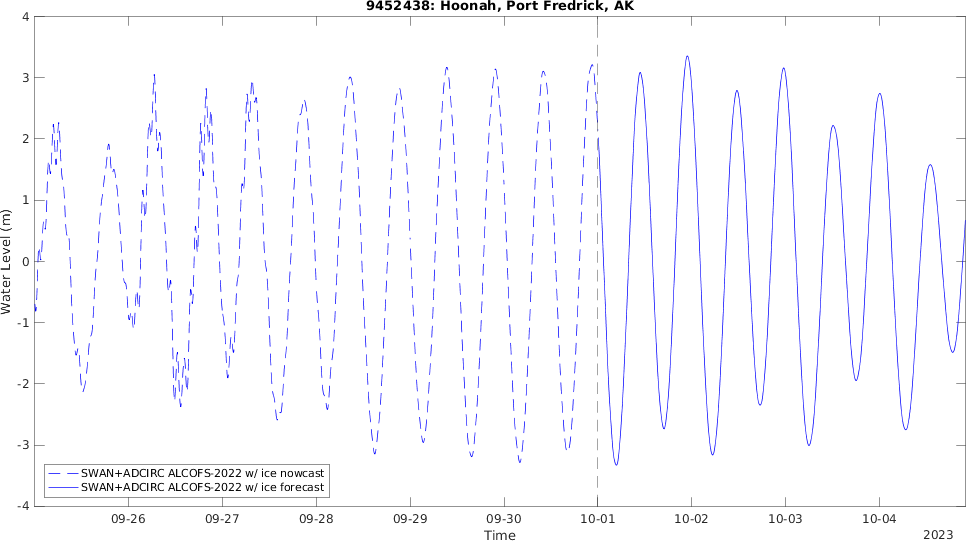 9452438: Hoonah, Port Fredrick, AK
4
3
2
1
0
-1
-2
-3
-4
Water Level (m)
SWAN+ADCIRC ALCOFS-2022 w/ ice nowcast
SWAN+ADCIRC ALCOFS-2022 w/ ice forecast
09-26 09-27 09-28 09-29 09-30 10-01 10-02 10-03 10-04
Time
2023